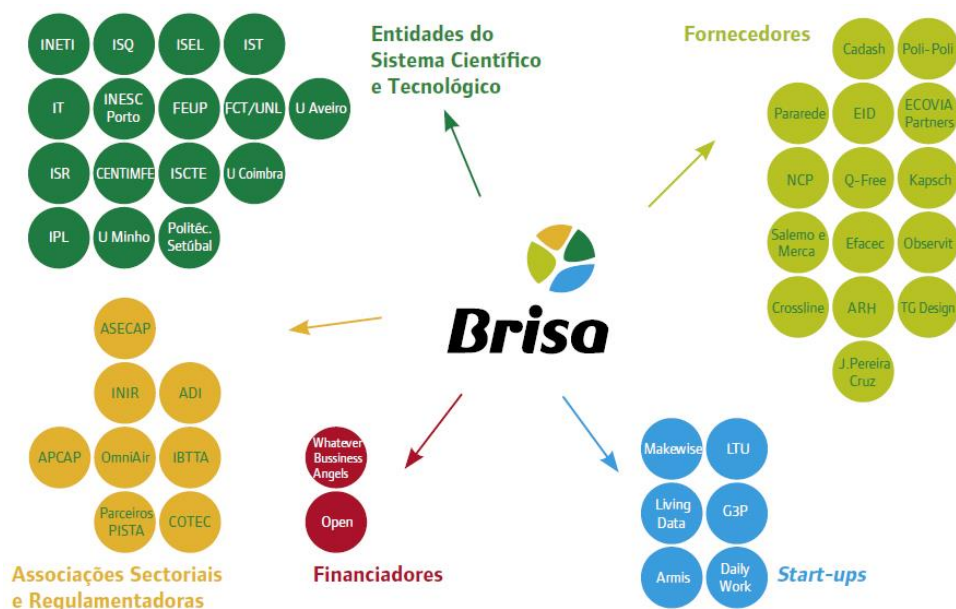 Entidades do
Sistema Científico
e Tecnológico
INETI
ISQ
ISEL
IST
IT
INESC
Porto
FEUP
FCT/UNL
U Aveiro
ISR
CENTIMFE
ISCTE
U Coimbra
IPL
U Minho
Politéc.
Setúbal
Fornecedores
Cadash
Poli-Poli
Pararede
EID
ECOVIA
Partners
NCP
Q-Free
Kapsch
Salemo e
Merca
Efacec
Observit
Crossline
ARH
TG Design
J.Pereira
Cruz
Brisa
ASECAP
INIR
ADI
APCAP
OmniAir
IBTTA
Parceiros
PISTA
COTEC
Associações Sectoriais
e Regulamentadoras
Whatever
Bussiness
Angels
Open
Financiadores
Makewise
LTU
Living
Data
G3P
Armis
Daily
Work
Start-ups